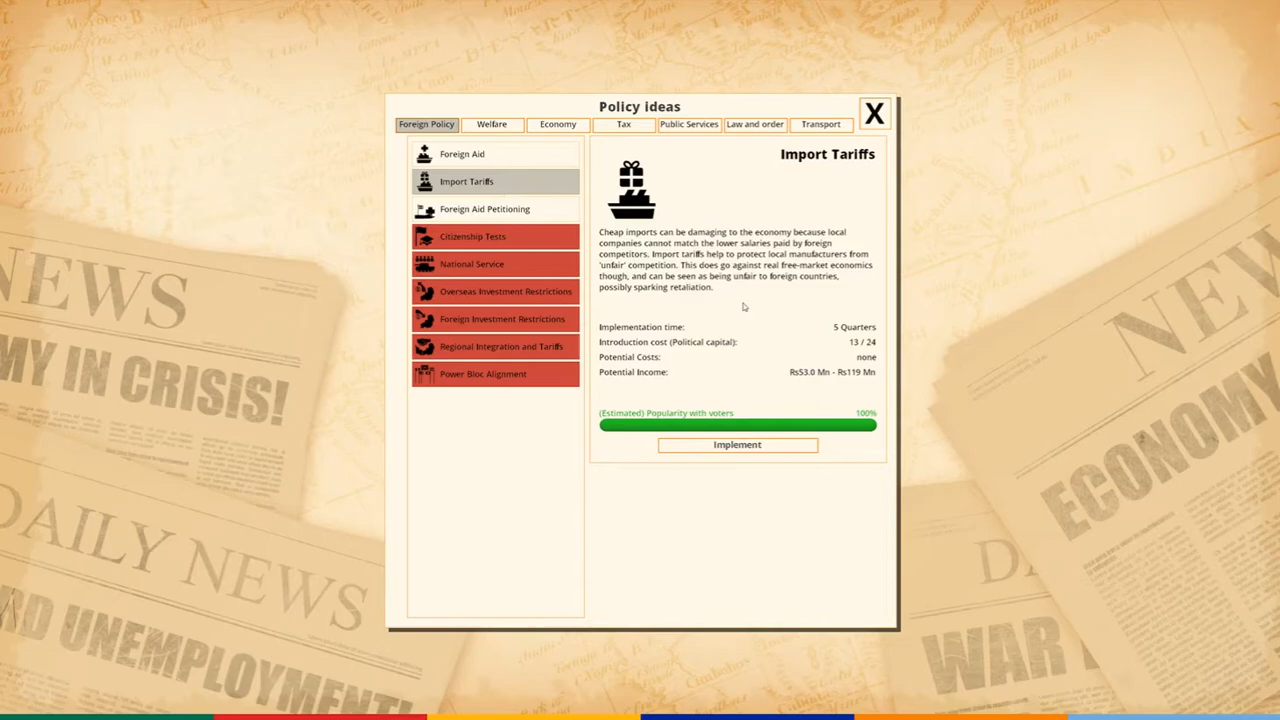 Policy ideas
X
Foreign Policy
Welfare
Economy
Tax
Public Services
Law and order
Transport
Foreign Aid
Import Tariffs
Foreign Aid Petitioning
Citizenship Tests
National Service
Overseas Investment Restrictions
Foreign Investment Restrictions
Regional Integration and Tariffs
Power Bloc Alignment
Import Tariffs
Cheap imports can be damaging to the economy because local
companies cannot match the lower salaries paid by foreign
competitors. Import tariffs help to protect local manufacturers from
'unfair' competition. This does go against real free-market economics
though, and can be seen as being unfair to foreign countries,
possibly sparking retaliation.
Implementation time: 5 Quarters
Introduction cost (Political capital): 13 / 24
Potential Costs: none
Potential Income: Rs53.0 Mn - Rs119 Mn
(Estimated) Popularity with voters 100%
Implement
NEWS
MY IN CRISIS!
DAILY NEWS
UNEMPLOYMENT!
NEW
ECONOMY
WAR